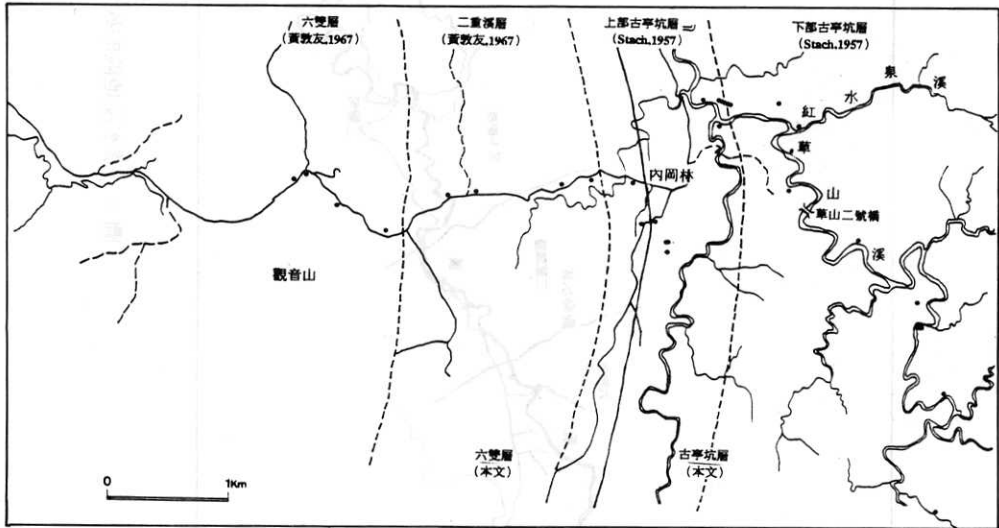 六雙層
(黃敦友,1967)
二重溪層
(黃敦友,1967)
上部古亭坑層
(Stach,1957)
下部古亭坑層
(Stach,1957)
紅水泉溪
內岡林
草山溪
草山二號橋
觀音山
六雙層
(本文)
古亭坑層
(本文)
0
1Km